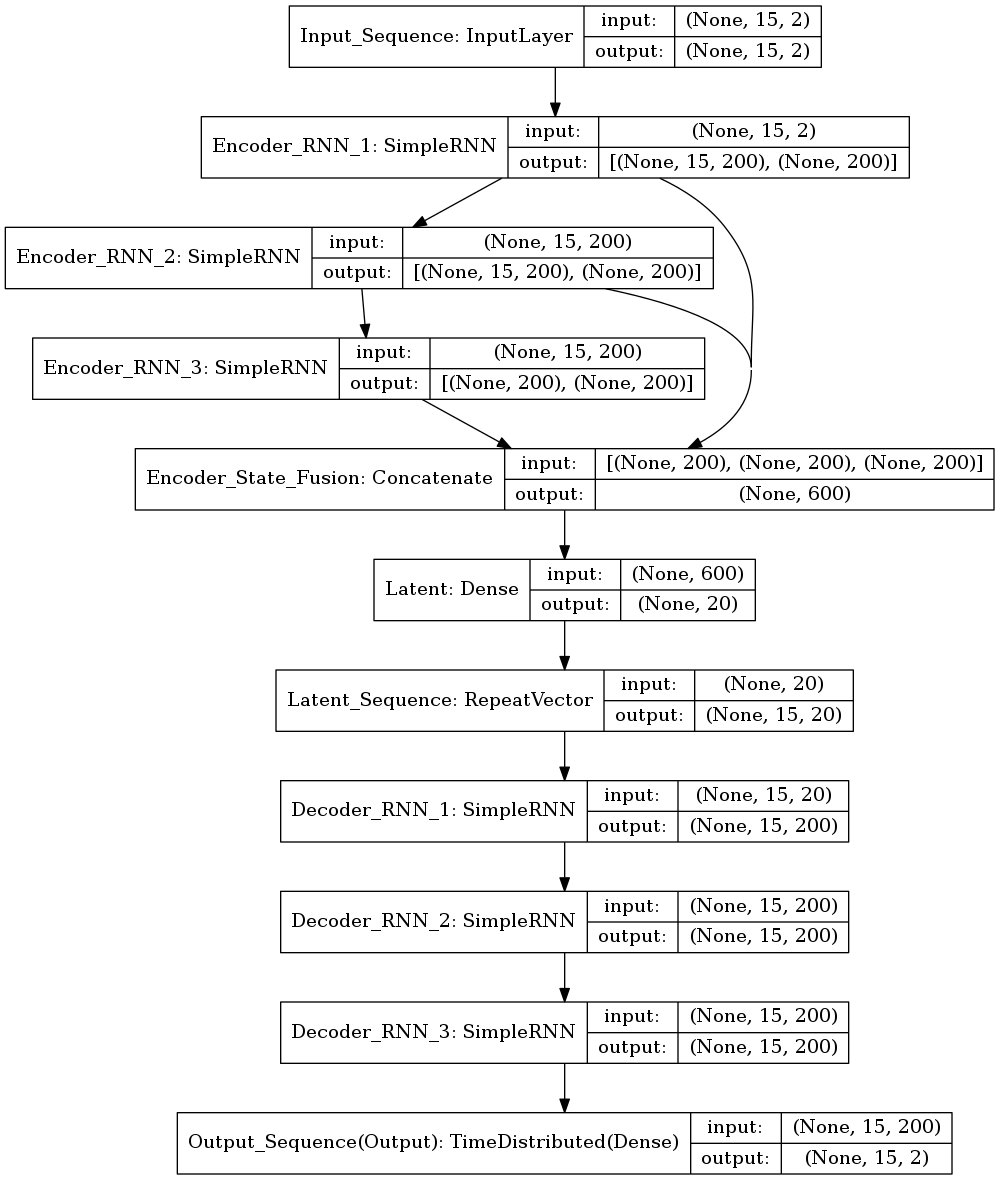 Input_Sequence: InputLayer
input: (None, 15, 2)
output: (None, 15, 2)
Encoder_RNN_1: SimpleRNN
input: (None, 15, 2)
output: [(None, 15, 200), (None, 200)]
Encoder_RNN_2: SimpleRNN
input: (None, 15, 200)
output: [(None, 15, 200), (None, 200)]
Encoder_RNN_3: SimpleRNN
input: (None, 15, 200)
output: [(None, 200), (None, 200)]
Encoder_State_Fusion: Concatenate
input: [(None, 200), (None, 200), (None, 200)]
output: (None, 600)
Latent: Dense
input: (None, 600)
output: (None, 20)
Latent_Sequence: RepeatVector
input: (None, 20)
output: (None, 15, 20)
Decoder_RNN_1: SimpleRNN
input: (None, 15, 20)
output: (None, 15, 200)
Decoder_RNN_2: SimpleRNN
input: (None, 15, 200)
output: (None, 15, 200)
Decoder_RNN_3: SimpleRNN
input: (None, 15, 200)
output: (None, 15, 200)
Output_Sequence(Output): TimeDistributed(Dense)
input: (None, 15, 200)
output: (None, 15, 2)